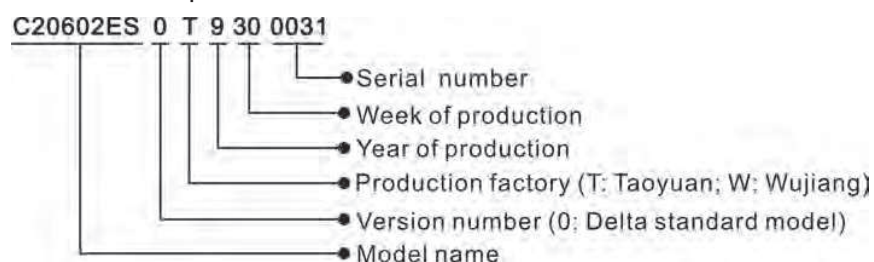 C20602ES 0 T 9 30 0031
Serial number
Week of production
Year of production
Production factory (T: Taoyuan; W: Wujiang)
Version number (0: Delta standard model)
Model name